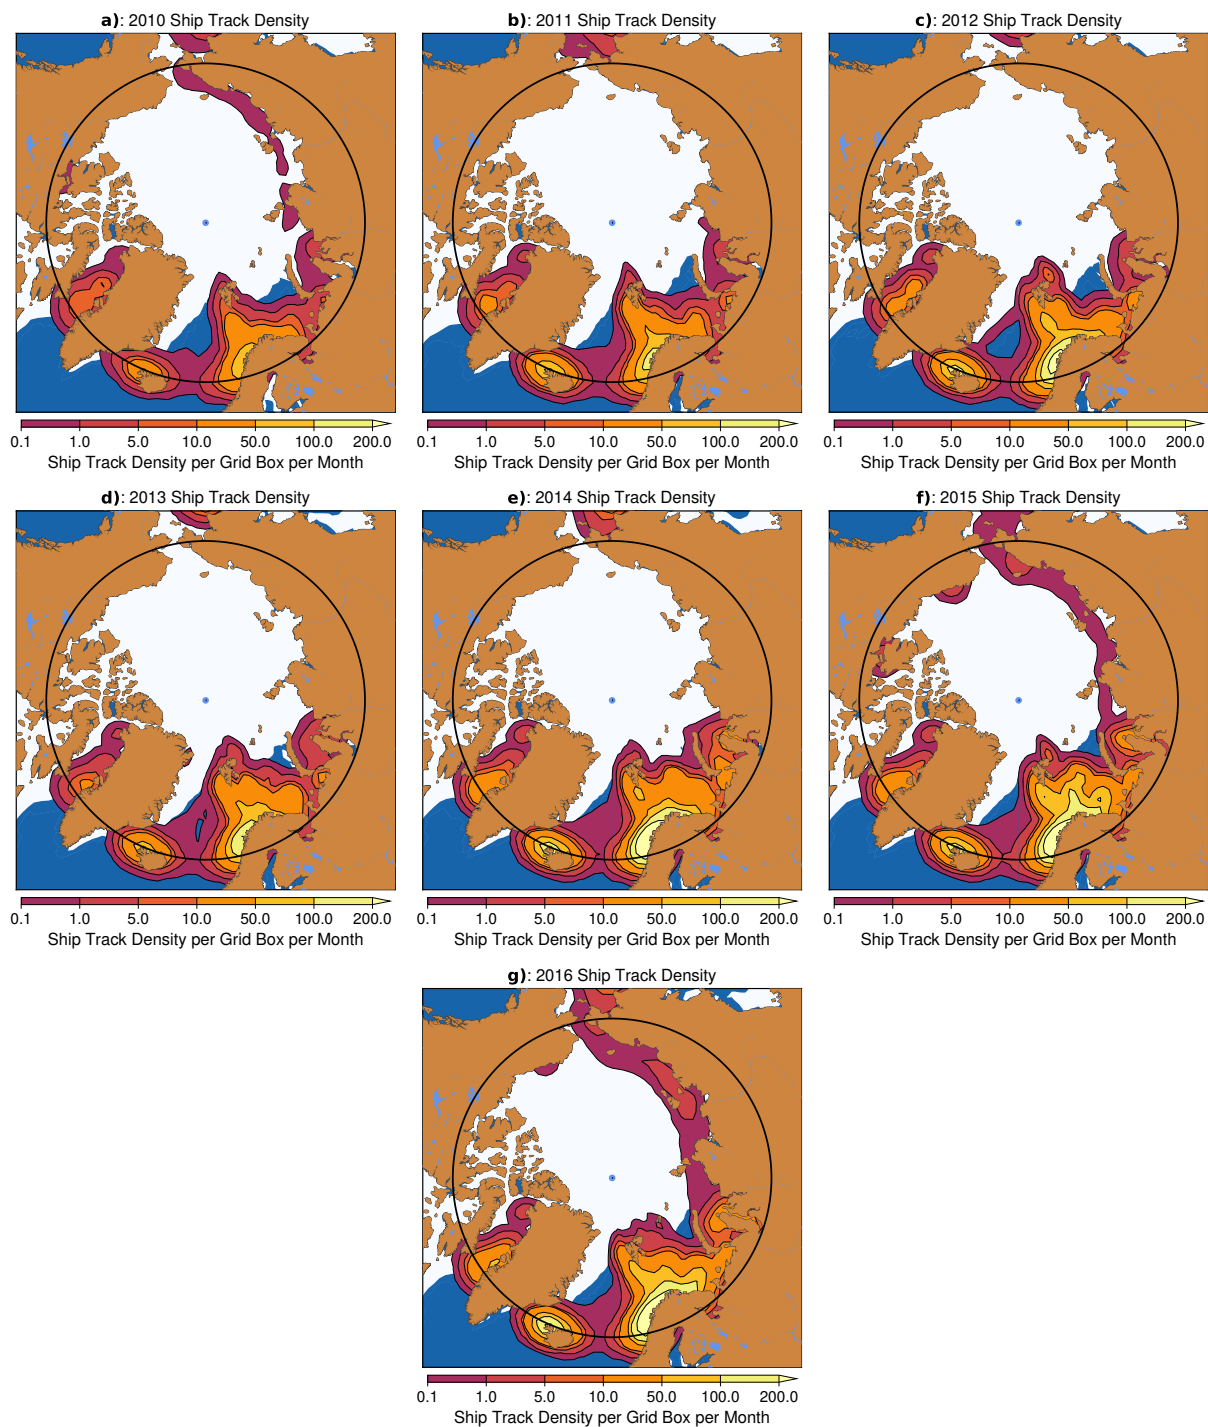 a): 2010 Ship Track Density
b): 2011 Ship Track Density
c): 2012 Ship Track Density
0.1 1.0 5.0 10.0 50.0 100.0 200.0
Ship Track Density per Grid Box per Month
0.1 1.0 5.0 10.0 50.0 100.0 200.0
Ship Track Density per Grid Box per Month
0.1 1.0 5.0 10.0 50.0 100.0 200.0
Ship Track Density per Grid Box per Month
d): 2013 Ship Track Density
e): 2014 Ship Track Density
f): 2015 Ship Track Density
0.1 1.0 5.0 10.0 50.0 100.0 200.0
Ship Track Density per Grid Box per Month
0.1 1.0 5.0 10.0 50.0 100.0 200.0
Ship Track Density per Grid Box per Month
0.1 1.0 5.0 10.0 50.0 100.0 200.0
Ship Track Density per Grid Box per Month
g): 2016 Ship Track Density
0.1 1.0 5.0 10.0 50.0 100.0 200.0
Ship Track Density per Grid Box per Month